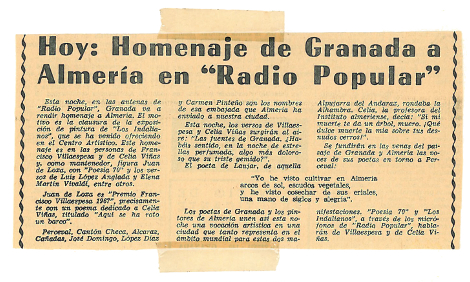 Hoy: Homenaje de Granada a
Almería en "Radio Popular"
Esta noche, en las antenas de
"Radio Popular", Granada va a
rendir homenaje a Almería. El mo-
tivo es la clausura de la exposi-
ción de pintura de "Los Indalia-
nos", que se ha venido ofreciendo
en el Centro Artístico. Este home-
naje es en las personas de Fran-
cisco Villaespesa y de Celia Viñas
y, como mantenedor, figura Juan
de Loza, con "Poesía 70" y los ver-
sos de Luis López Anglada y Elena
Martín Vivaldi, entre otros.
Juan de Loza es "Premio Fran-
cisco Villaespesa 1967", precisamen-
te con un poema dedicado a Celia
Viñas, titulado "Aquí se ha roto
un barco".
Perceval, Cantón Checa, Alcaraz,
Cañadas, José Domingo, López Díaz
y Carmen Pinteño son los nombres
de esa embajada que Almería ha
enviado a nuestra ciudad.
Esta noche, los versos de Villaes-
pesa y Celia Viñas surgirán al ai-
re: "Las fuentes de Granada, ¿Ha-
béis sentido, en la noche de estre-
llas perfumada, algo más doloro-
so que su triste gemido?".
El poeta de Laujar, de aquella
Alpujarra del Andarax, rondaba la
Alhambra. Celia, la profesora del
Instituto almeriense, decía: "Si mi
muerte te da un árbol, muero. ¡Qué
dulce muerte la mía sobre tus des-
nudos cerros!".
Se fundirán en las sendas del pai-
saje de Granada y Almería las vo-
ces de sus poetas en torno a Per-
ceval:
"Yo he visto cultivar en Almería
arcos de sol, escudos vegetales,
y he visto cosechar de sus eriales,
una mano de siglos y alegría".
Los poetas de Granada y los pin-
tores de Almería unen así esta no-
che una vocación artística en una
ciudad que tanto representa en el
ámbito mundial para estas dos ma-
nifestaciones. "Poesía 70" y "Los
Indalianos", a través de los micró-
fonos de "Radio Popular", habla-
rán de Villaespesa y de Celia Vi-
ñas.